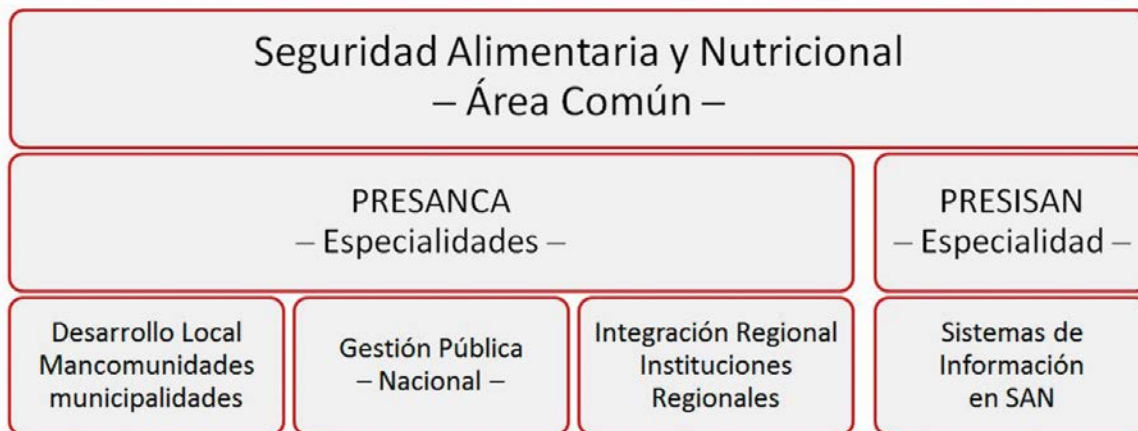 Seguridad Alimentaria y Nutricional
– Área Común –
PRESANCA
– Especialidades –
PRESISAN
– Especialidad –
Desarrollo Local
Mancomunidades
municipalidades
Gestión Pública
– Nacional –
Integración Regional
Instituciones
Regionales
Sistemas de
Información
en SAN